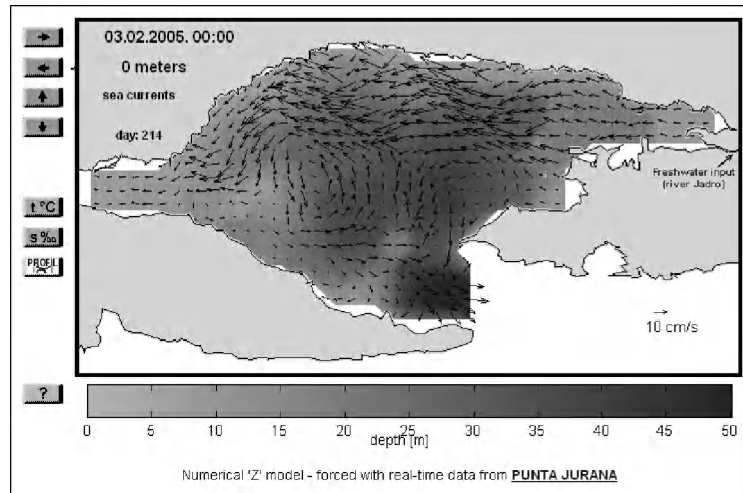 03.02.2005. 00:00
0 meters
sea currents
day: 214
t °C
s ‰
PROFIL
?
Freshwater input
(river Jadro)
10 cm/s
0 5 10 15 20 25 30 35 40 45 50
depth [m]
Numerical 'Z' model - forced with real-time data from PUNTA JURANA